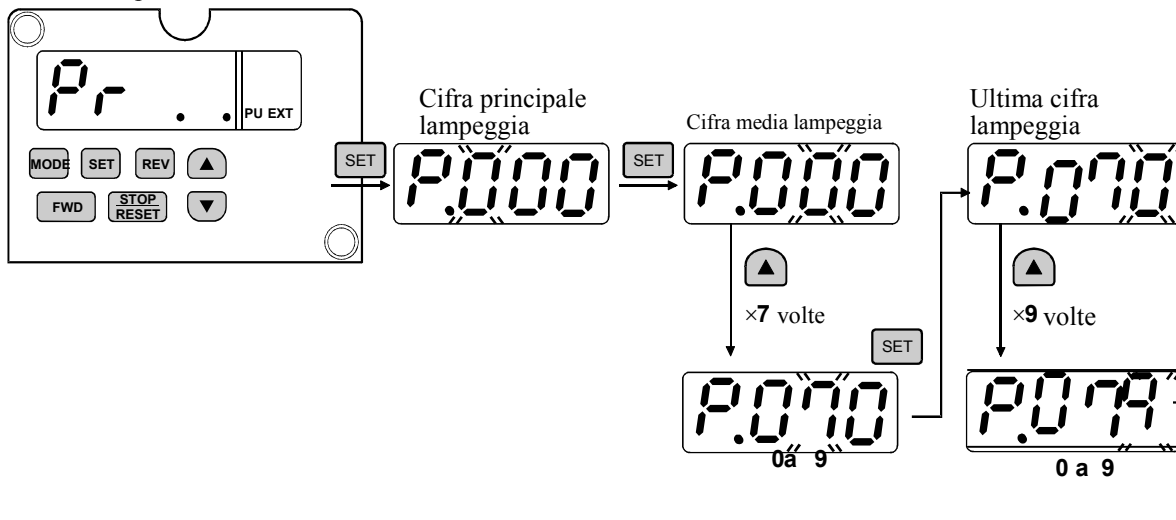 Pr . .
PU EXT
MODE SET REV ▲
FWD STOP RESET ▼
SET
Cifra principale
lampeggia
P.000
SET
Cifra media lampeggia
P.000
▲
×7 volte
P.070
0a 9
SET
Ultima cifra
lampeggia
P.070
▲
×9 volte
0 a 9